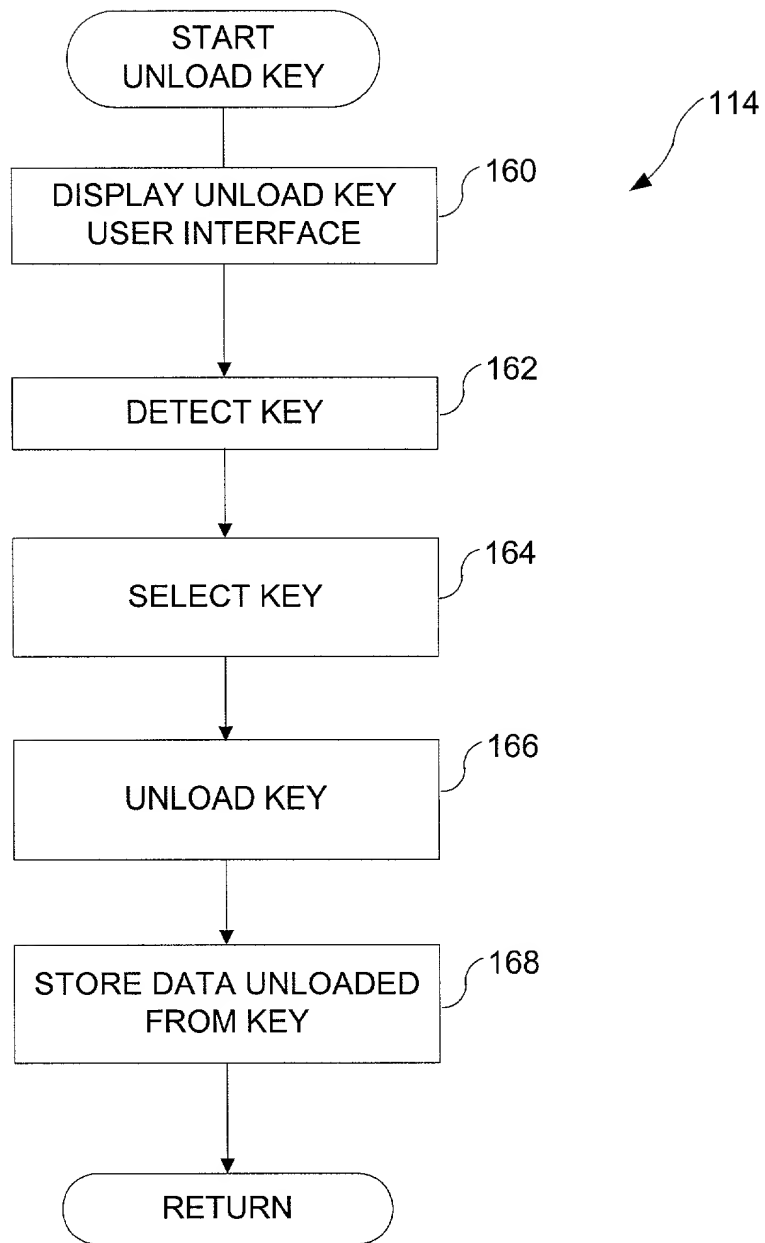 START
UNLOAD KEY
114
160
DISPLAY UNLOAD KEY
USER INTERFACE
162
DETECT KEY
164
SELECT KEY
166
UNLOAD KEY
168
STORE DATA UNLOADED
FROM KEY
RETURN